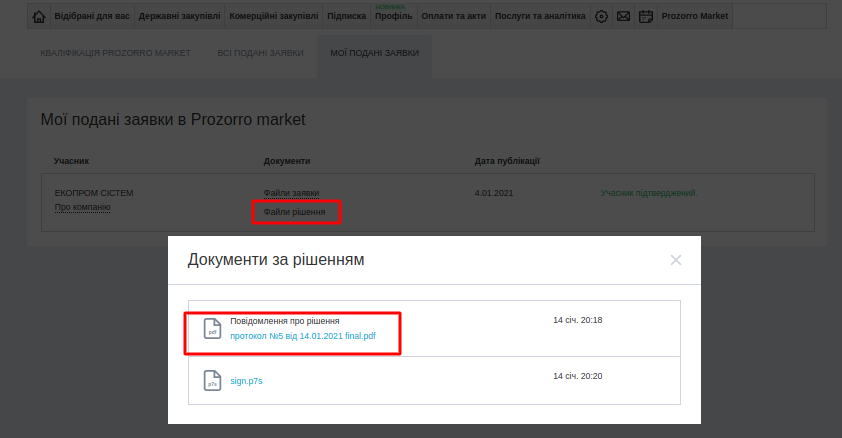 НОВИНКА
Відібрані для вас Державні закупівлі Комерційні закупівлі Підписка Профіль Оплати та акти Послуги та аналітика Prozorro Market
КВАЛІФІКАЦІЯ PROZORRO MARKET ВСІ ПОДАНІ ЗАЯВКИ МОЇ ПОДАНІ ЗАЯВКИ
Мої подані заявки в Prozorro market
Учасник Документи Дата публікації
ЕКОПРОМ СІСТЕМ Файли заявки 4.01.2021 Учасник підтверджений.
Про компанію Файли рішення
Документи за рішенням
Повідомлення про рішення 14 січ. 20:18
pdf протокол №5 від 14.01.2021 final.pdf
p7s sign.p7s 14 січ. 20:20